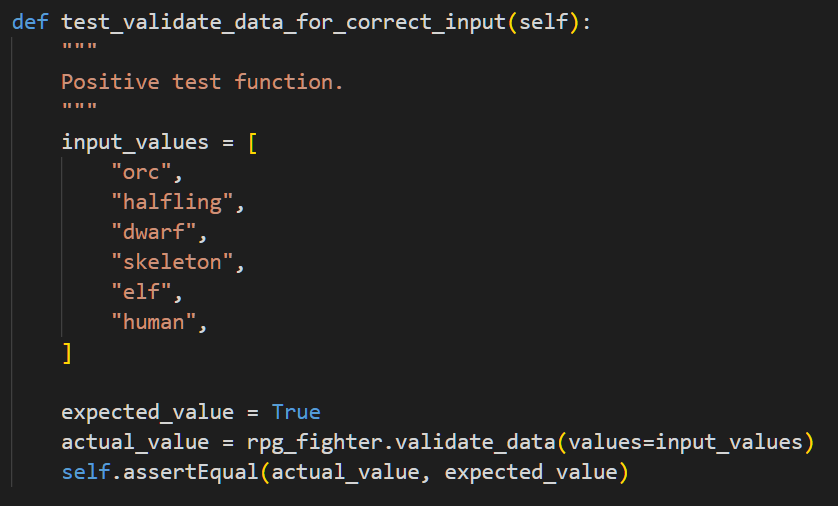 def test_validate_data_for_correct_input(self):
    """
    Positive test function.
    """
    input_values = [
        "orc",
        "halfling",
        "dwarf",
        "skeleton",
        "elf",
        "human",
    ]

    expected_value = True
    actual_value = rpg_fighter.validate_data(values=input_values)
    self.assertEqual(actual_value, expected_value)